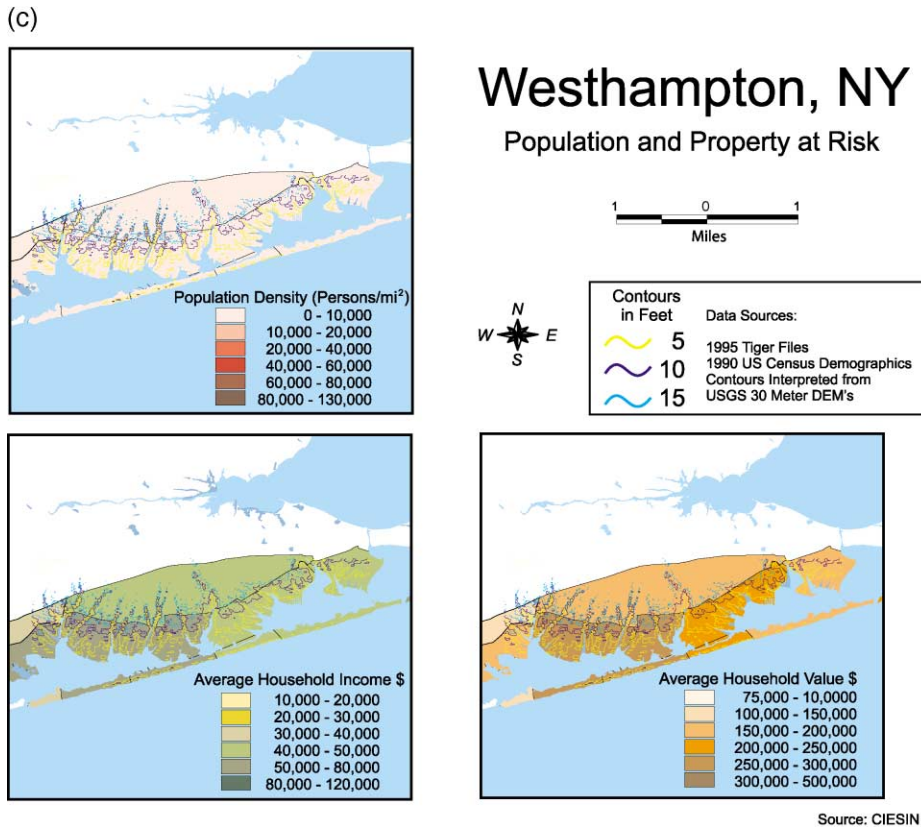 (c)
Westhampton, NY
Population and Property at Risk
1 0 1
Miles
Population Density (Persons/mi²)
0 - 10,000
10,000 - 20,000
20,000 - 40,000
40,000 - 60,000
60,000 - 80,000
80,000 - 130,000
N
W E
S
Contours
in Feet
5
10
15
Data Sources:
1995 Tiger Files
1990 US Census Demographics
Contours Interpreted from
USGS 30 Meter DEM's
Average Household Income $
10,000 - 20,000
20,000 - 30,000
30,000 - 40,000
40,000 - 50,000
50,000 - 80,000
80,000 - 120,000
Average Household Value $
75,000 - 10,0000
100,000 - 150,000
150,000 - 200,000
200,000 - 250,000
250,000 - 300,000
300,000 - 500,000
Source: CIESIN